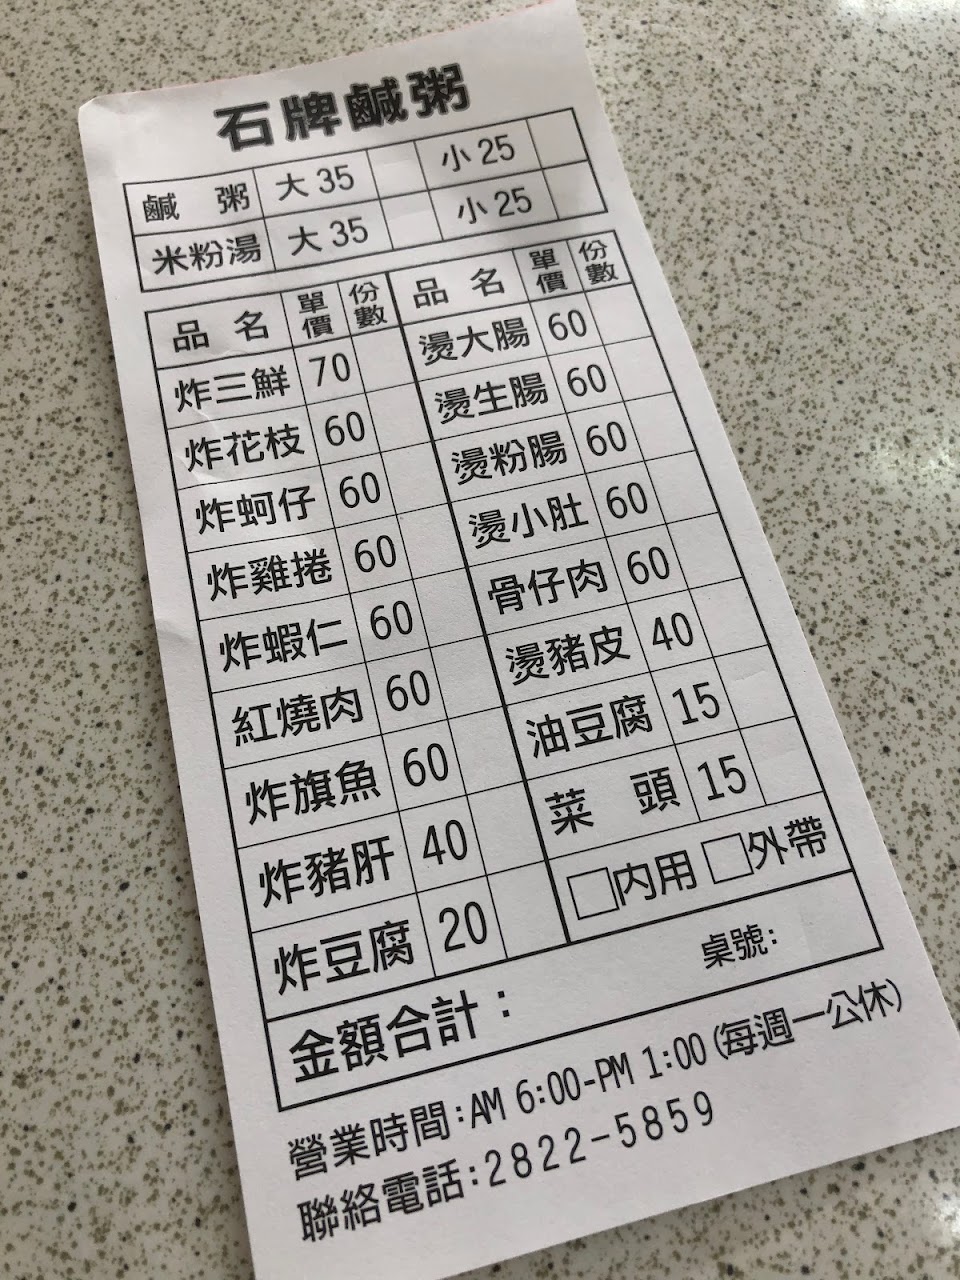 石牌鹹粥
鹹粥 大35 小25
米粉湯 大35 小25
品名 單價 份數 品名 單價 份數
炸三鮮 70 燙大腸 60
炸花枝 60 燙生腸 60
炸蚵仔 60 燙粉腸 60
炸雞捲 60 燙小肚 60
炸蝦仁 60 骨仔肉 60
紅燒肉 60 燙豬皮 40
炸旗魚 60 油豆腐 15
炸豬肝 40 菜頭 15
炸豆腐 20 □內用 □外帶
金額合計： 桌號:
營業時間:AM 6:00-PM 1:00(每週一公休)
聯絡電話:2822-5859